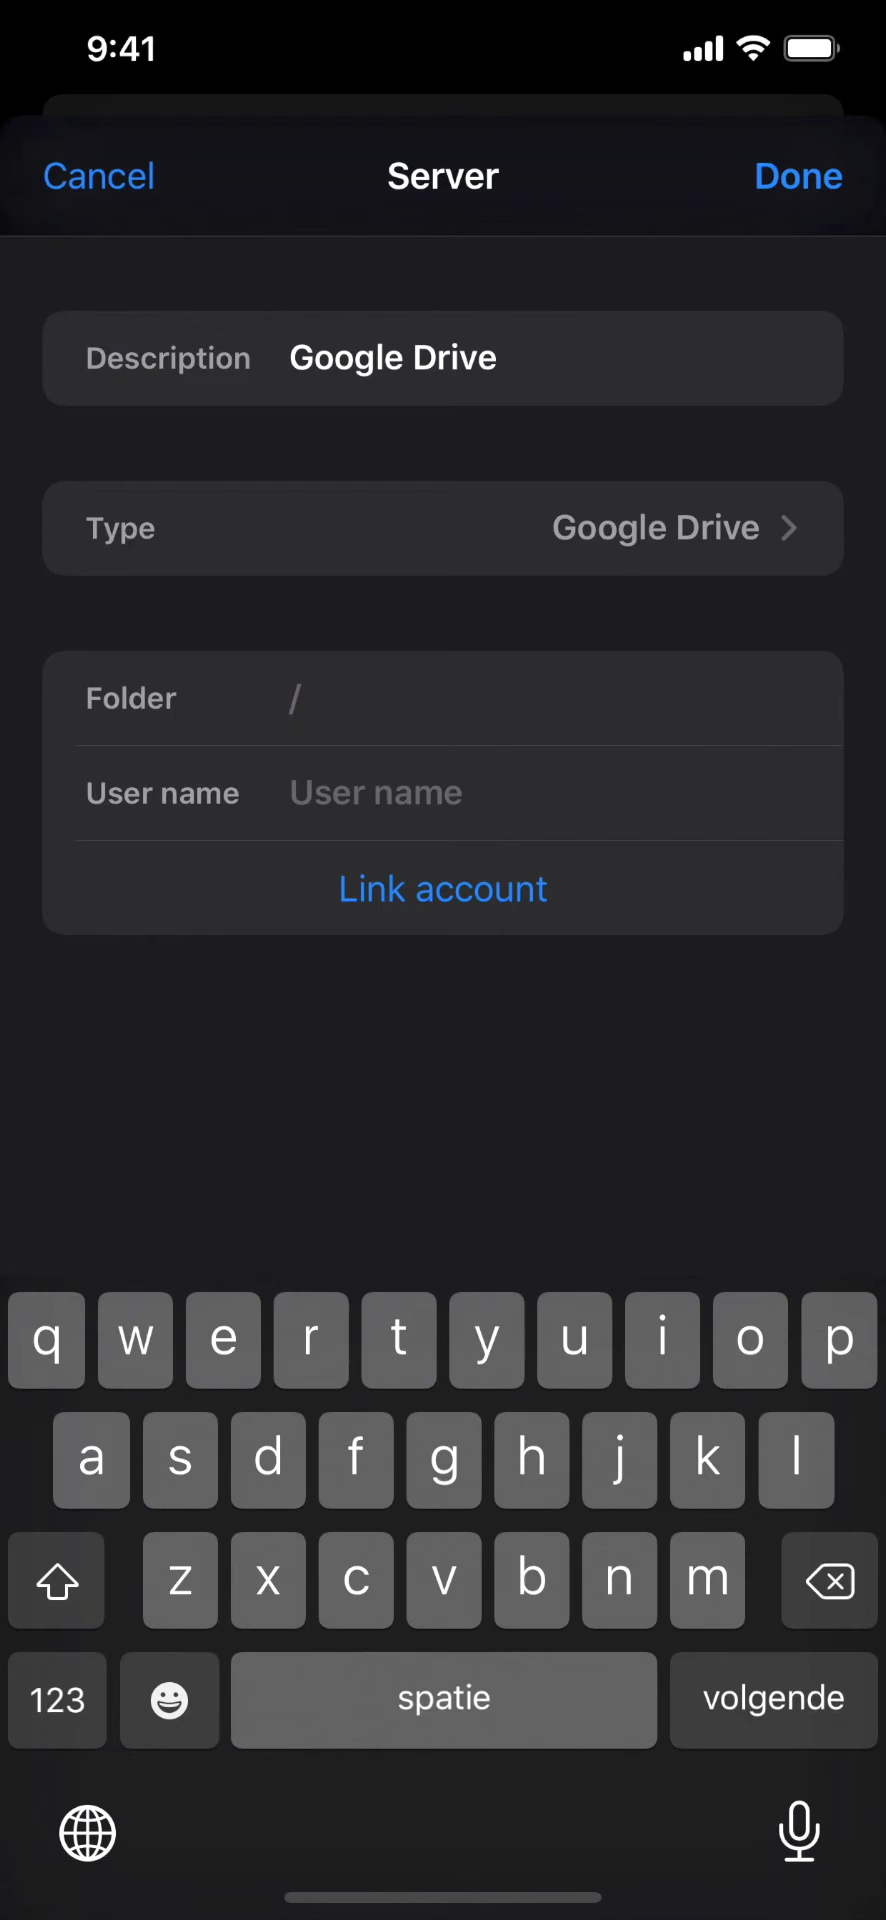 9:41
Cancel Server Done
Description Google Drive
Type Google Drive
Folder /
User name User name
Link account
q w e r t y u i o p
a s d f g h j k l
z x c v b n m
123 spatie volgende